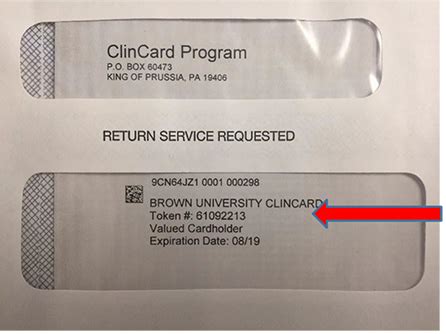 ClinCard Program
P.O. BOX 60473
KING OF PRUSSIA, PA 19406
RETURN SERVICE REQUESTED
9CN64JZ1 0001 000298
BROWN UNIVERSITY CLINCARD
Token #: 61092213
Valued Cardholder
Expiration Date: 08/19